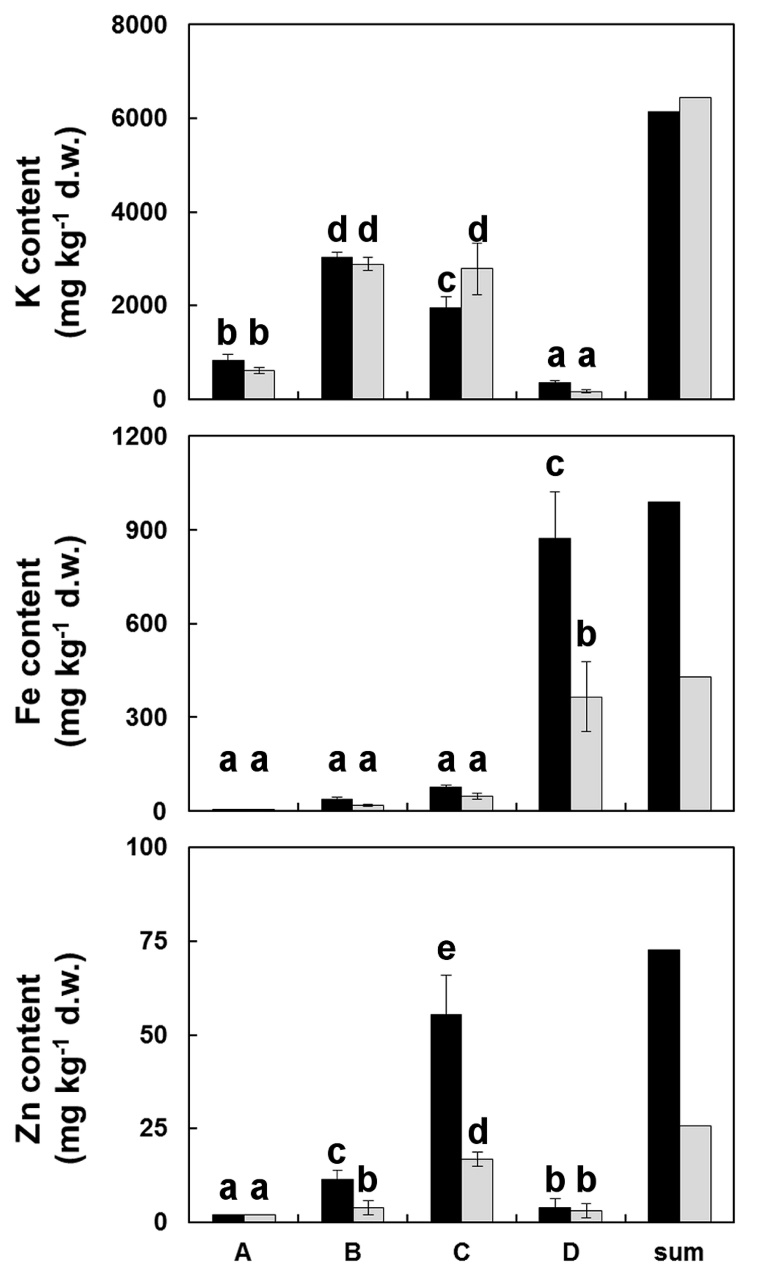 8000
6000
4000
2000
0
K content
(mg kg-1 d.w.)
b b
d d
c d
a a
1200
900
600
300
0
Fe content
(mg kg-1 d.w.)
a a
a a
a a
c
b
100
75
50
25
0
Zn content
(mg kg-1 d.w.)
a a
c b
e
d
b b
A B C D sum